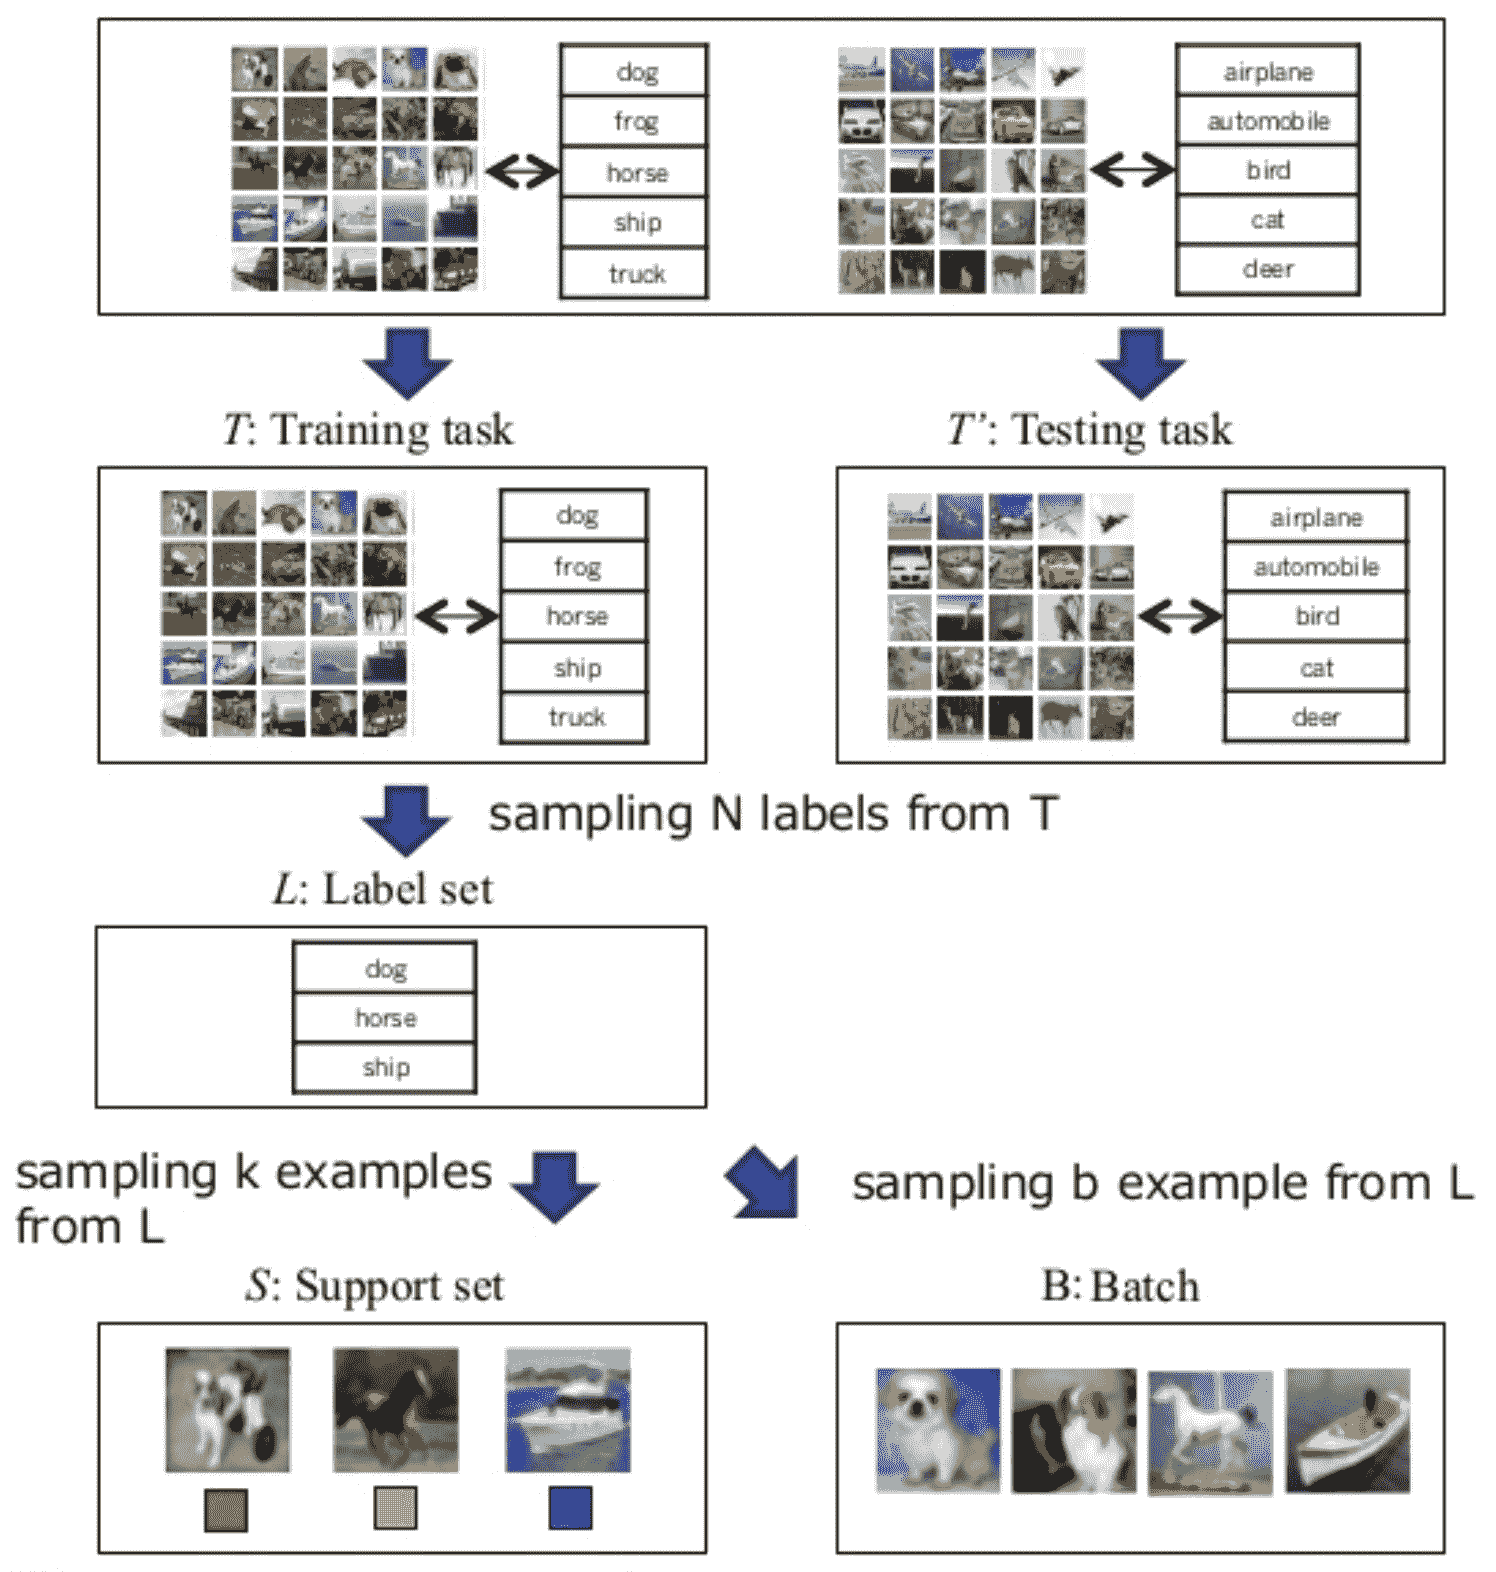 dog
frog
horse
ship
truck
airplane
automobile
bird
cat
deer
T: Training task
T': Testing task
dog
frog
horse
ship
truck
airplane
automobile
bird
cat
deer
sampling N labels from T
L: Label set
dog
horse
ship
sampling k examples
from L
sampling b example from L
S: Support set
B: Batch